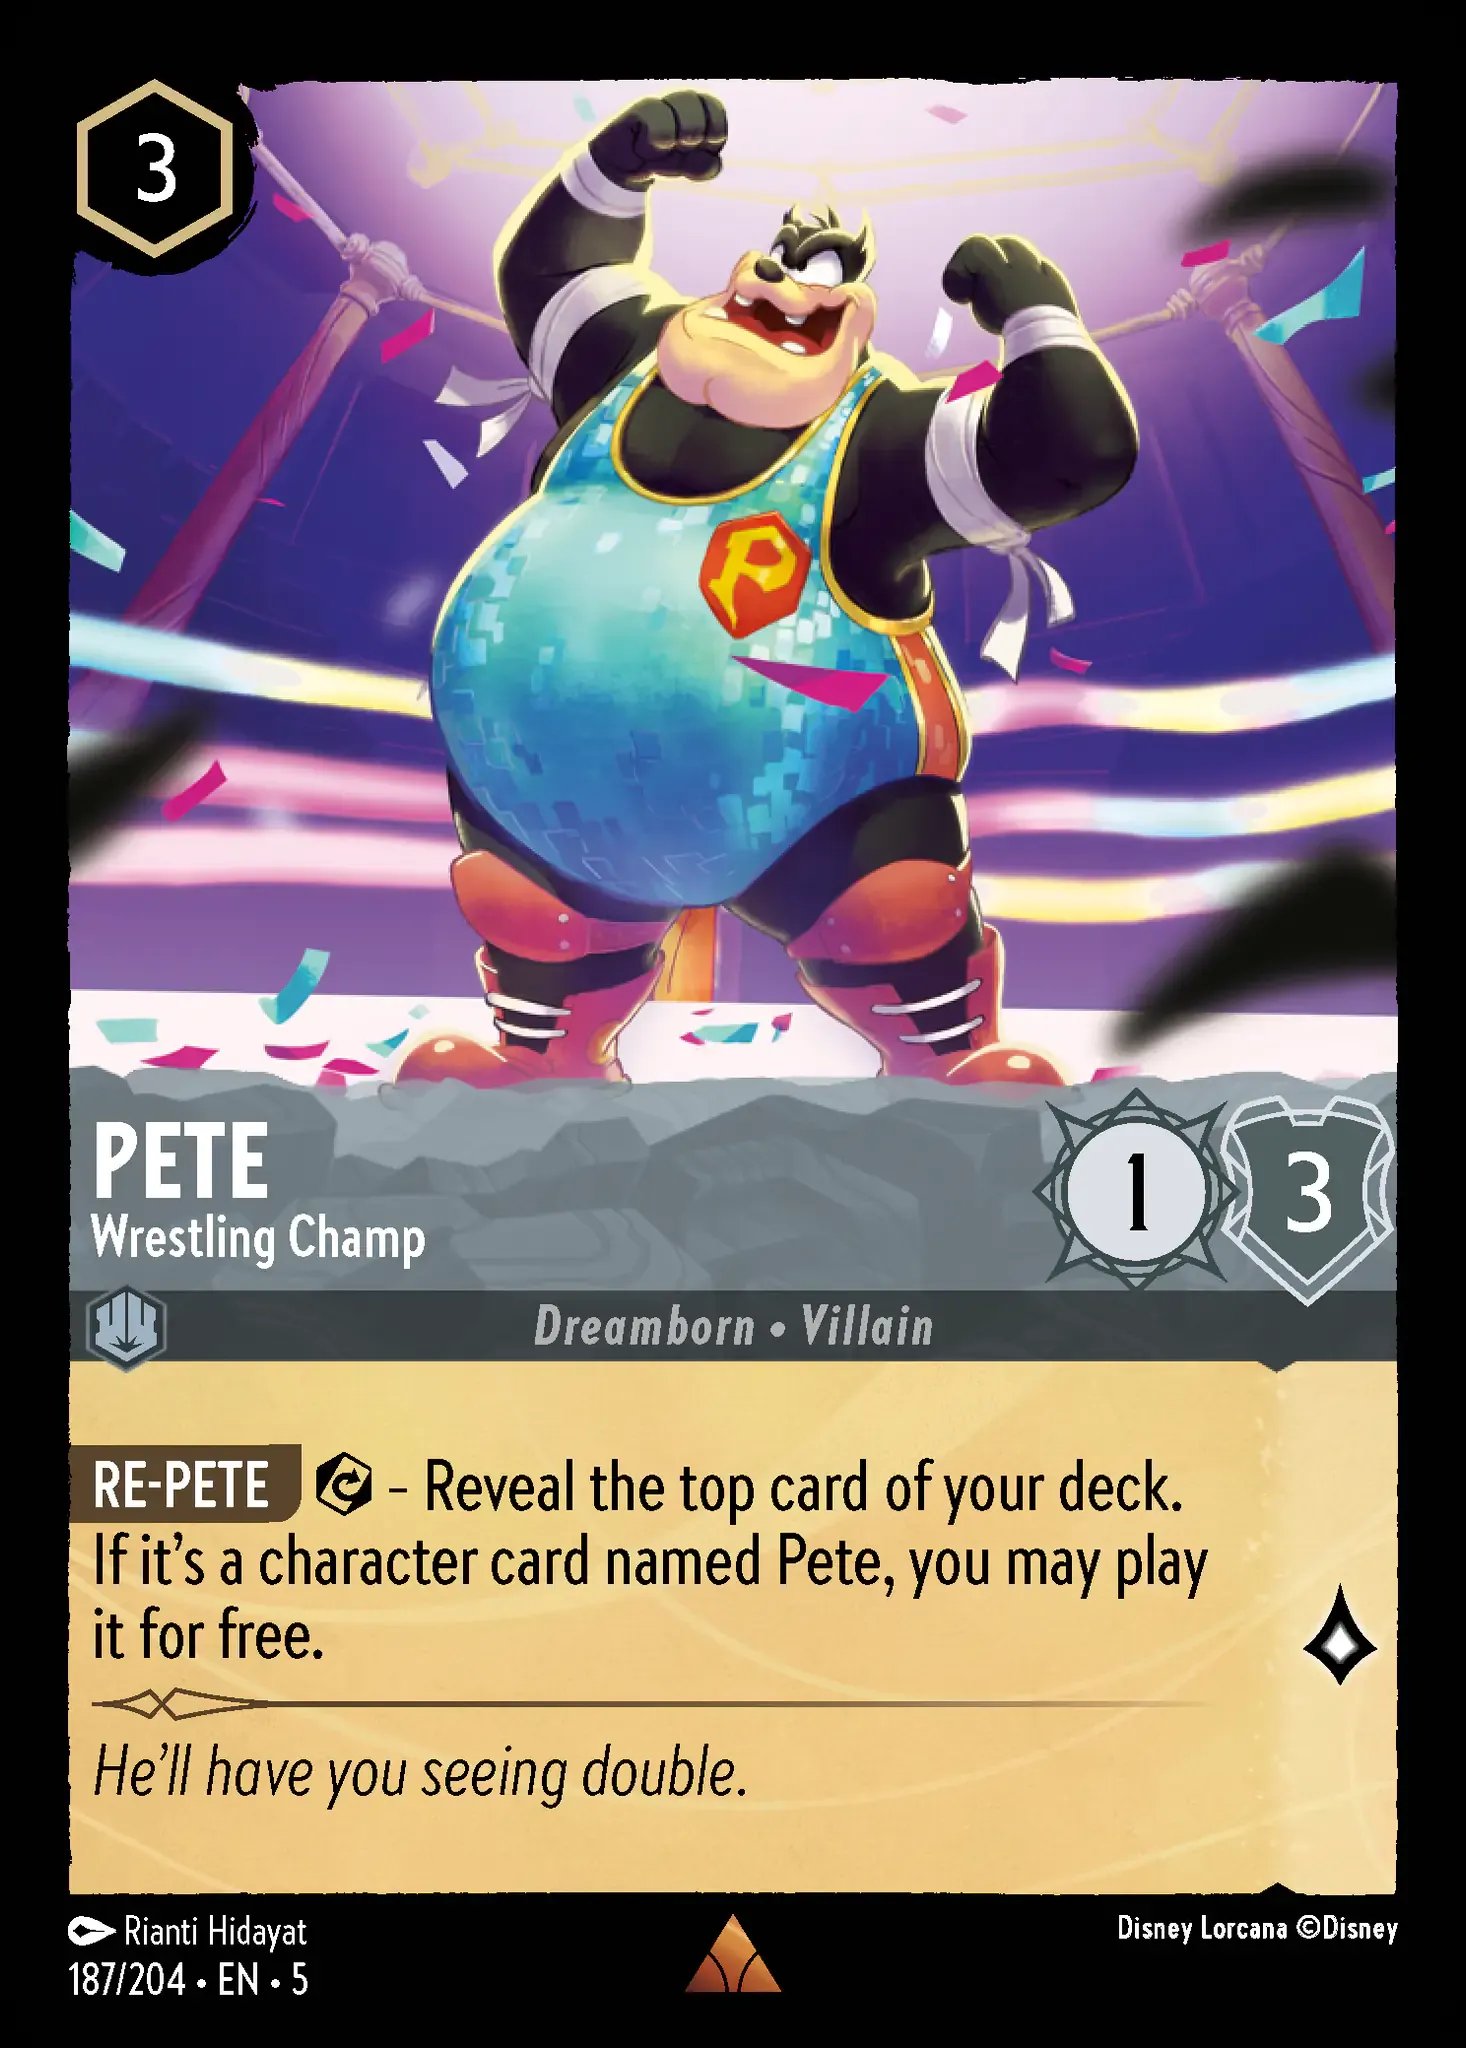 3
P
PETE
Wrestling Champ
1
3
Dreamborn • Villain
RE-PETE – Reveal the top card of your deck.
If it’s a character card named Pete, you may play
it for free.
He’ll have you seeing double.
Rianti Hidayat
Disney Lorcana ©Disney
187/204 • EN • 5